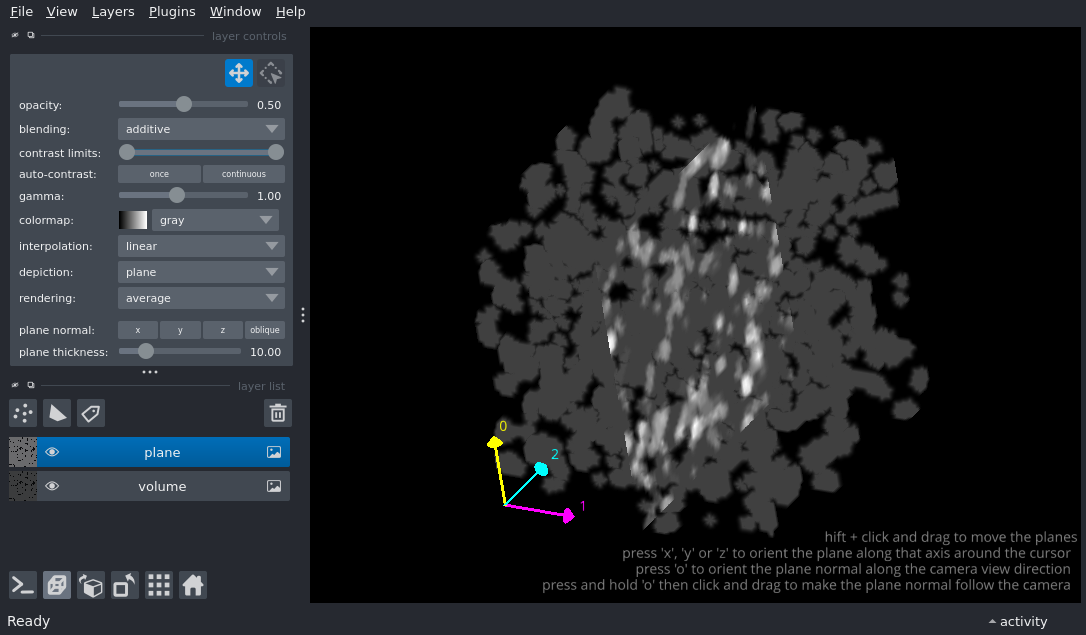 File View Layers Plugins Window Help
layer controls
opacity: 0.50
blending: additive
contrast limits:
auto-contrast: once continuous
gamma: 1.00
colormap: gray
interpolation: linear
depiction: plane
rendering: average
plane normal: x y z oblique
plane thickness: 10.00
layer list
plane
volume
0
2
1
hift + click and drag to move the planes
press 'x', 'y' or 'z' to orient the plane along that axis around the cursor
press 'o' to orient the plane normal along the camera view direction
press and hold 'o' then click and drag to make the plane normal follow the camera
Ready
activity